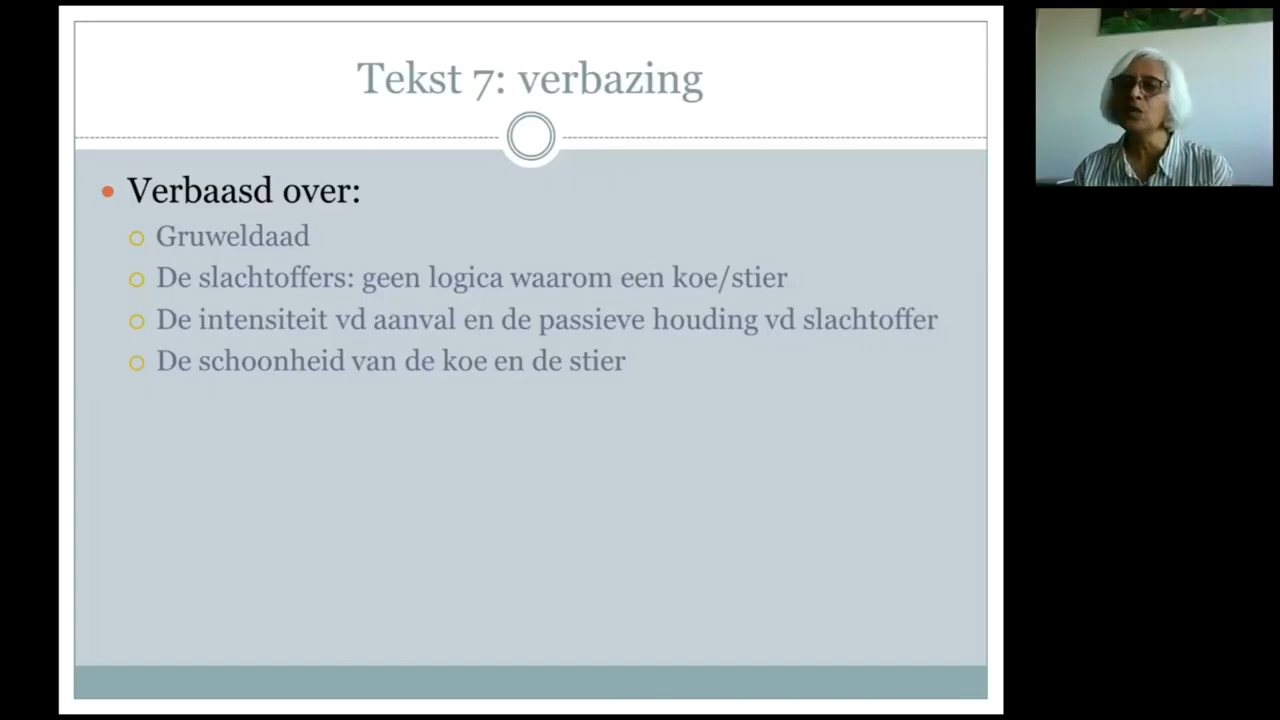 Tekst 7: verbazing
Verbaasd over:
Gruweldaad
De slachtoffers: geen logica waarom een koe/stier
De intensiteit vd aanval en de passieve houding vd slachtoffer
De schoonheid van de koe en de stier